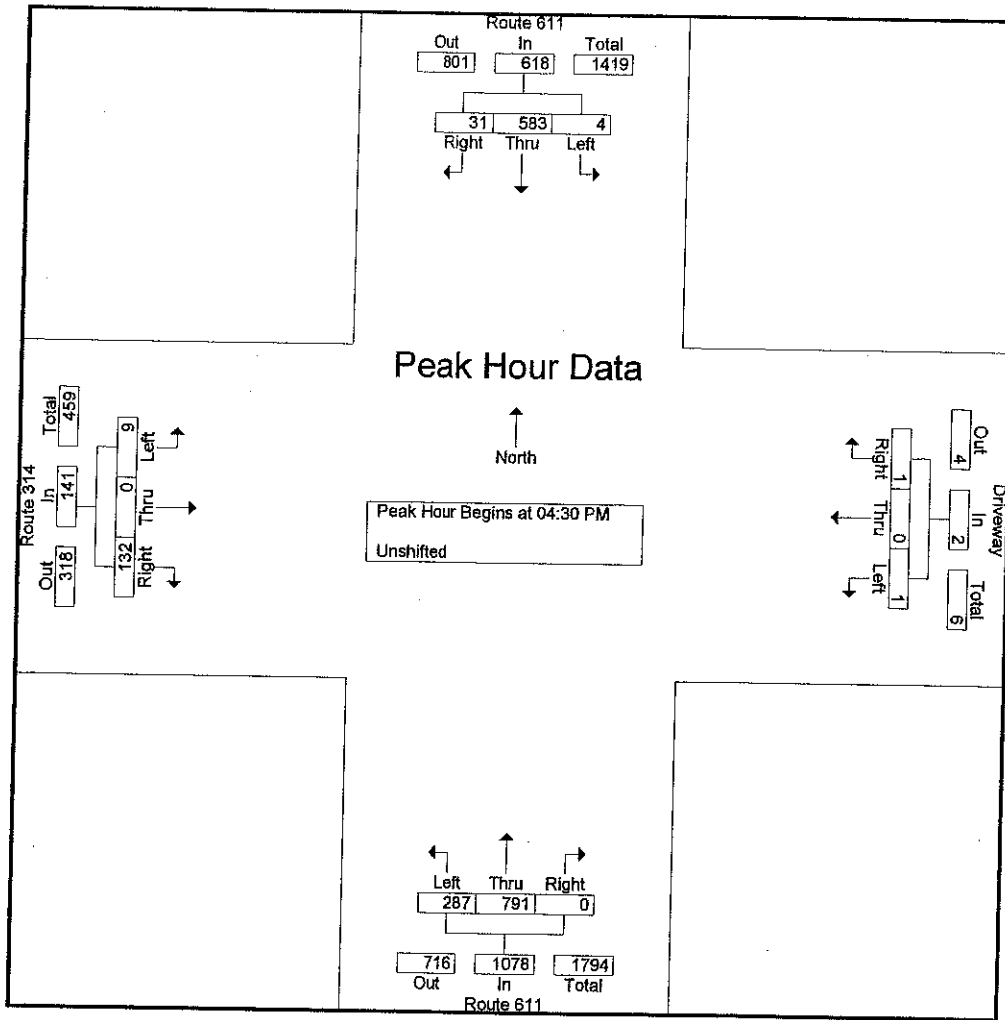 Route 611
Out In Total
801 618 1419
31 583 4
Right Thru Left
Peak Hour Data
North
Peak Hour Begins at 04:30 PM
Unshifted
Route 314
Total In Out
459 141 318
9 0 132
Left Thru Right
Driveway
Out In Total
4 2 6
1 0 1
Right Thru Left
Left Thru Right
287 791 0
716 1078 1794
Out In Total
Route 611